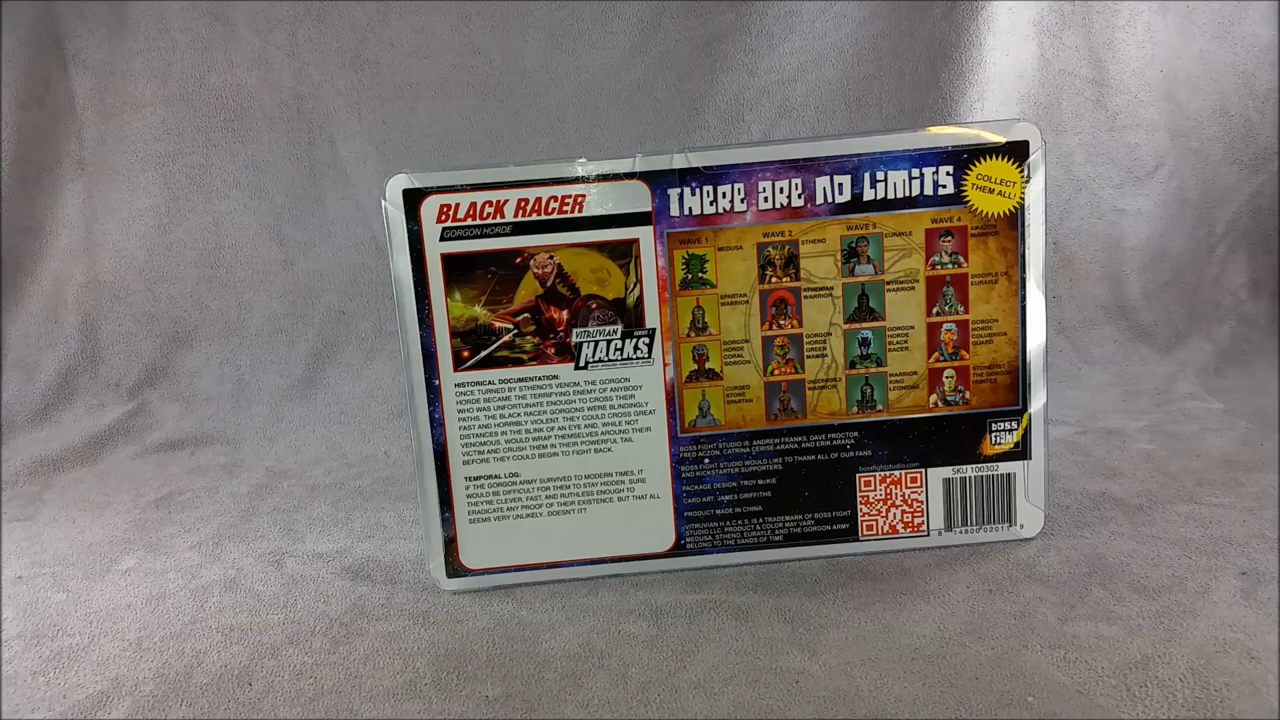 BLACK RACER
GORGON HORDE
VITRUVIAN
SERIES 1
H.A.C.K.S.
HISTORICAL DOCUMENTATION:
ONCE TURNED BY STHENO'S VENOM, THE GORGON
HORDE BECAME THE TERRIFYING ENEMY OF ANYBODY
WHO WAS UNFORTUNATE ENOUGH TO CROSS THEIR
PATHS. THE BLACK RACER GORGONS WERE BLINDINGLY
FAST AND HORRIBLY VIOLENT. THEY COULD CROSS GREAT
DISTANCES IN THE BLINK OF AN EYE AND, WHILE NOT
VENOMOUS, WOULD WRAP THEMSELVES AROUND THEIR
VICTIM AND CRUSH THEM IN THEIR POWERFUL TAIL
BEFORE THEY COULD BEGIN TO FIGHT BACK.
TEMPORAL LOG:
IF THE GORGON ARMY SURVIVED TO MODERN TIMES, IT
WOULD BE DIFFICULT FOR THEM TO STAY HIDDEN. SURE
THEY'RE CLEVER, FAST, AND RUTHLESS ENOUGH TO
ERADICATE ANY PROOF OF THEIR EXISTENCE. BUT THAT ALL
SEEMS VERY UNLIKELY...DOESN'T IT?
THERE ARE NO LIMITS
COLLECT
THEM ALL!
WAVE 1
MEDUSA
SPARTAN
WARRIOR
GORGON
HORDE
CORAL
GORGON
CURSED
STONE
SPARTAN
WAVE 2
STHENO
ATHENIAN
WARRIOR
GORGON
HORDE
GREEN
MAMBA
UNDERWORLD
WARRIOR
WAVE 3
EURAYLE
MYRMIDON
WARRIOR
GORGON
HORDE
BLACK
RACER
WARRIOR
KING
LEONIDAS
WAVE 4
AMAZON
WARRIOR
DISCIPLE OF
EURAYLE
GORGON
HORDE
COLUBRIDA
GUARD
STONEFIST
THE GORGON
HUNTER
BOSS FIGHT STUDIO IS: ANDREW FRANKS, DAVE PROCTOR,
FRED ACZON, CATRINA CERISE-ARANA, AND ERIK ARANA.
BOSS FIGHT STUDIO WOULD LIKE TO THANK ALL OF OUR FANS
AND KICKSTARTER SUPPORTERS.
PACKAGE DESIGN: TROY McKIE
CARD ART: JAMES GRIFFITHS
PRODUCT MADE IN CHINA
VITRUVIAN H.A.C.K.S. IS A TRADEMARK OF BOSS FIGHT
STUDIO LLC. PRODUCT & COLOR MAY VARY.
MEDUSA, STHENO, EURAYLE, AND THE GORGON ARMY
BELONG TO THE SANDS OF TIME
BOSS
FIGHT
bossfightstudio.com
SKU 100302
8 14800 02011 9